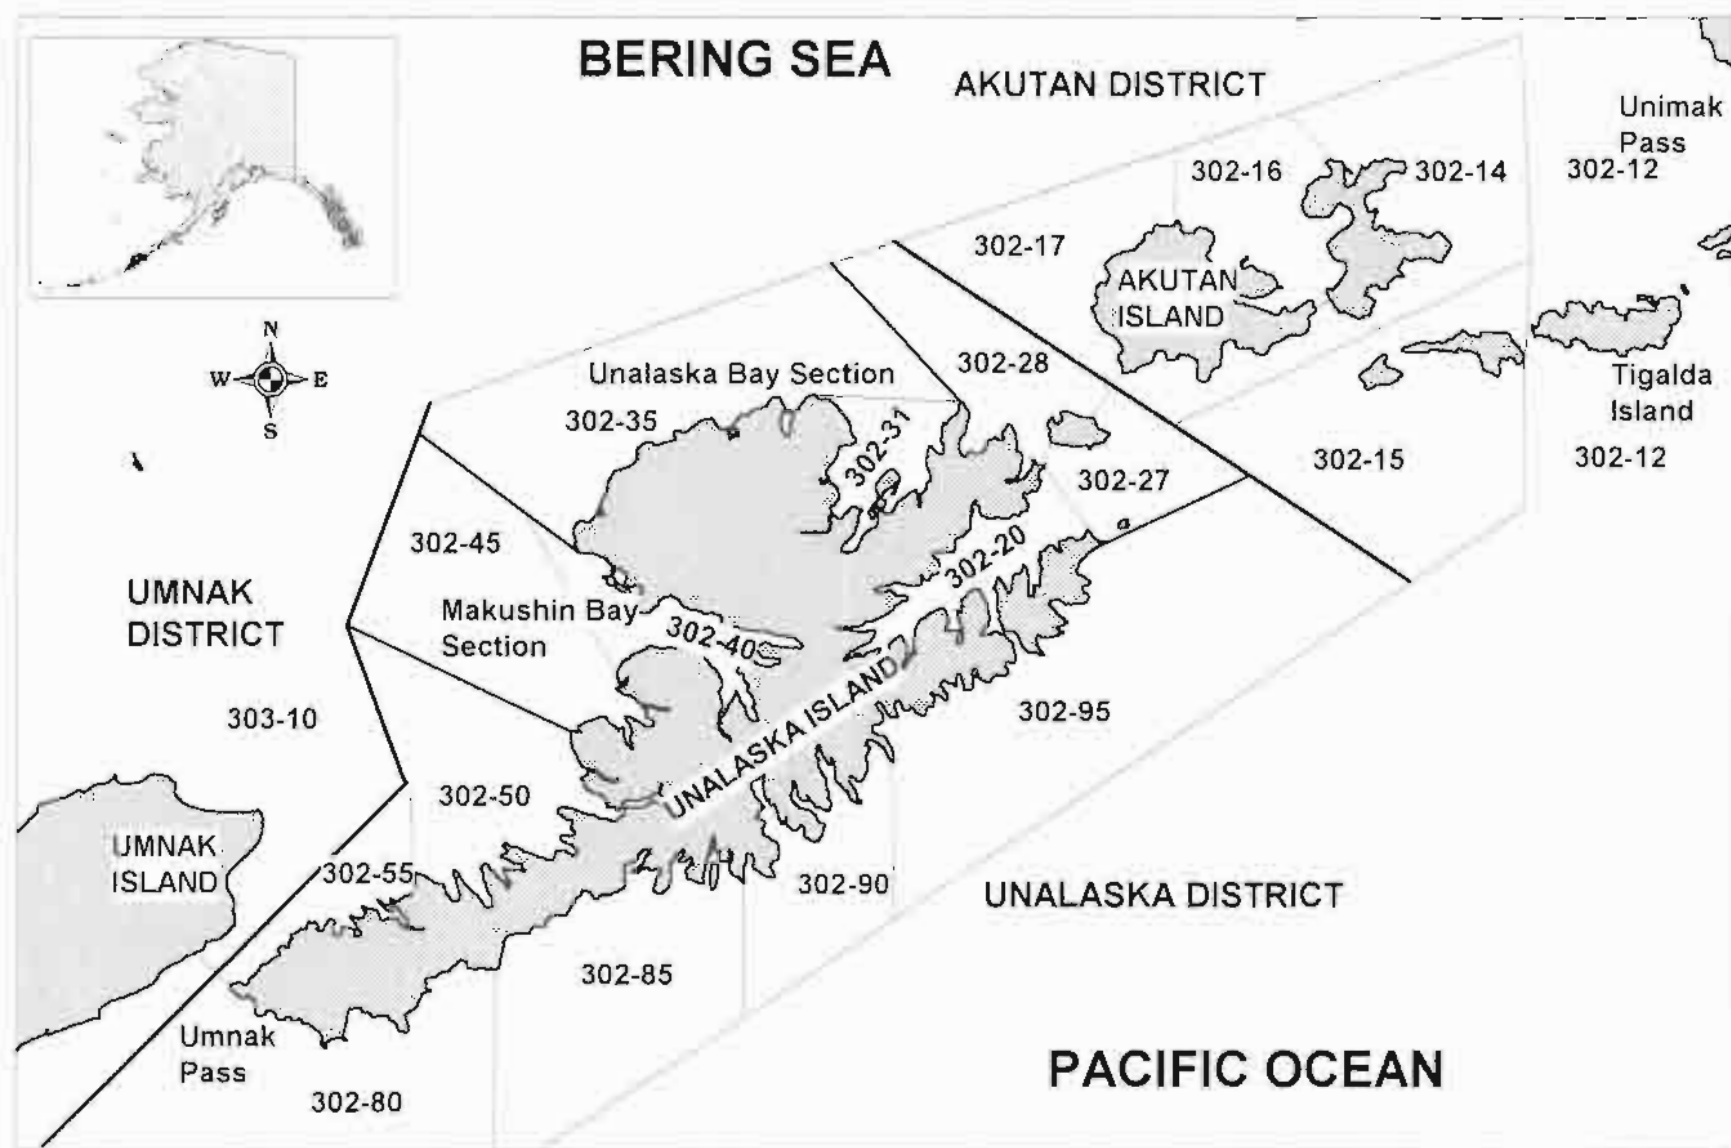 BERING SEA
AKUTAN DISTRICT
Unimak
Pass
302-16
302-14
302-12
302-17
AKUTAN
ISLAND
N
W
E
S
302-28
Unalaska Bay Section
302-35
302-31
Tigalda
Island
302-15
302-12
302-27
302-45
302-20
UMNAK
DISTRICT
Makushin Bay
Section
302-40
UNALASKA ISLAND
303-10
302-95
302-50
UMNAK
ISLAND
302-55
302-90
UNALASKA DISTRICT
302-85
Umnak
Pass
302-80
PACIFIC OCEAN